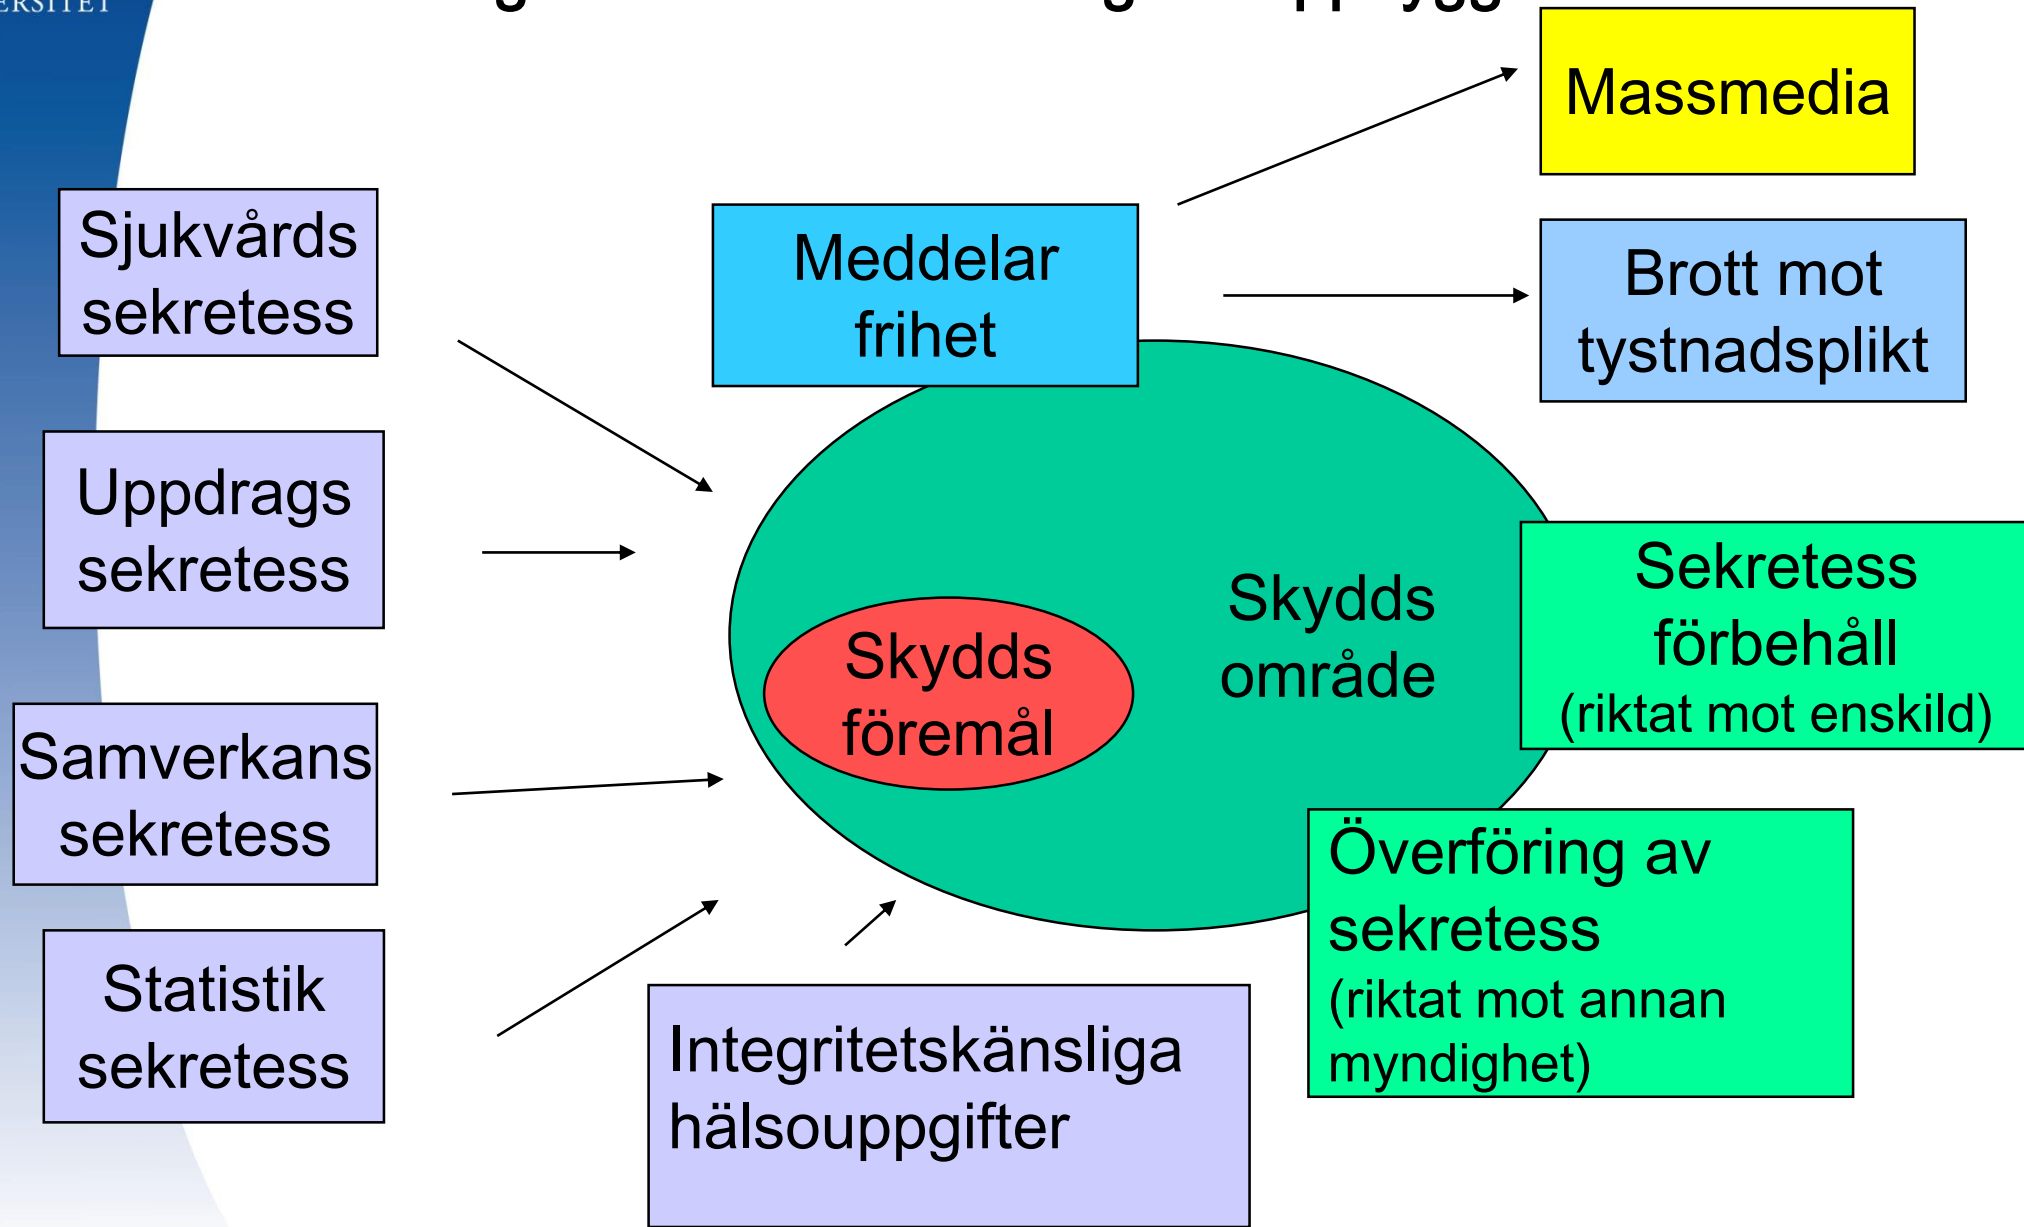 Massmedia
Sjukvårds
sekretess
Meddelar
frihet
Brott mot
tystnadsplikt
Uppdrags
sekretess
Skydds
område
Sekretess
förbehåll
(riktat mot enskild)
Skydds
föremål
Samverkans
sekretess
Överföring av
sekretess
(riktat mot annan
myndighet)
Statistik
sekretess
Integritetskänsliga
hälsouppgifter